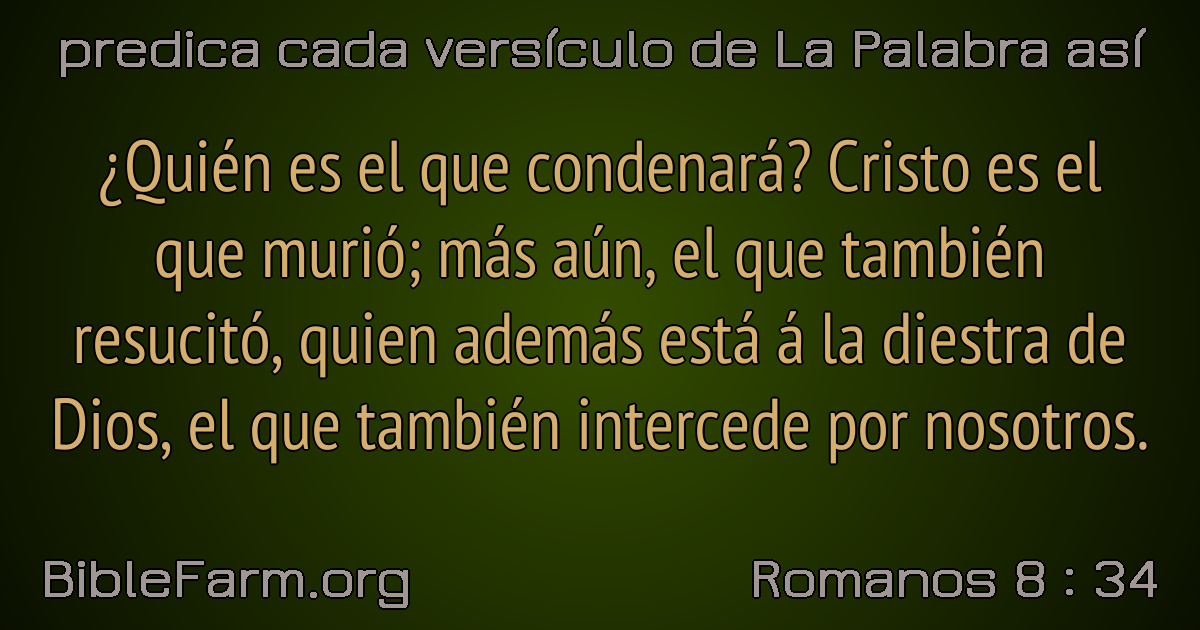 predica cada versículo de La Palabra así
¿Quién es el que condenará? Cristo es el
que murió; más aún, el que también
resucitó, quien además está á la diestra de
Dios, el que también intercede por nosotros.
BibleFarm.org
Romanos 8 : 34